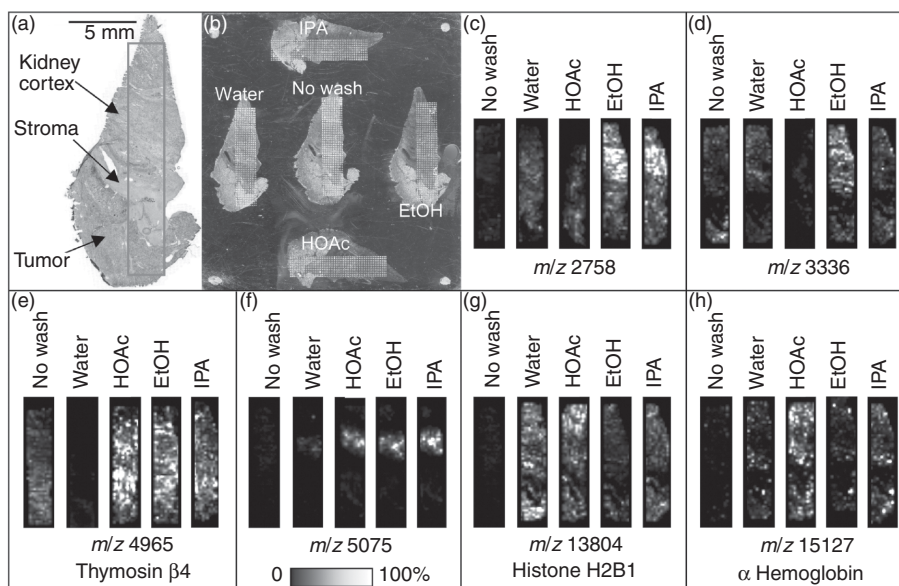 (a)
5 mm
Kidney
cortex
Stroma
Tumor
(b)
IPA
Water
No wash
EtOH
HOAc
(c)
No wash
Water
HOAc
EtOH
IPA
m/z 2758
(d)
No wash
Water
HOAc
EtOH
IPA
m/z 3336
(e)
No wash
Water
HOAc
EtOH
IPA
m/z 4965
Thymosin β4
(f)
No wash
Water
HOAc
EtOH
IPA
m/z 5075
0 100%
(g)
No wash
Water
HOAc
EtOH
IPA
m/z 13804
Histone H2B1
(h)
No wash
Water
HOAc
EtOH
IPA
m/z 15127
α Hemoglobin